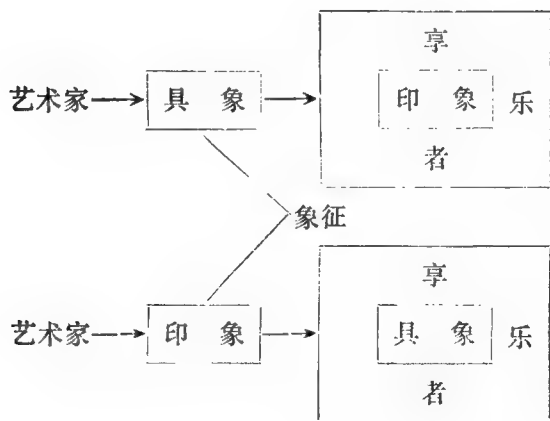 享
艺术家 具 象 印 象 乐
者
象征
享
艺术家 印 象 具 象 乐
者